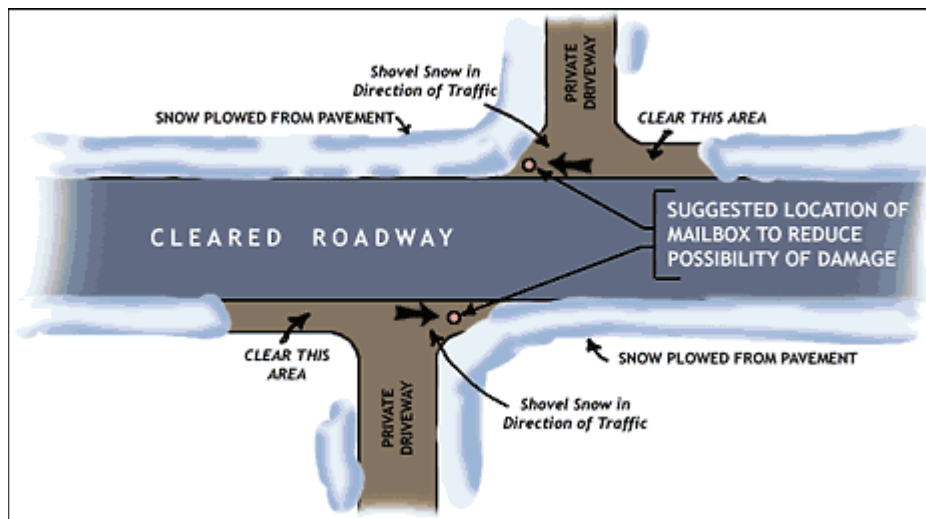 Shovel Snow in
Direction of Traffic
PRIVATE
DRIVEWAY
SNOW PLOWED FROM PAVEMENT
CLEAR THIS AREA
CLEARED ROADWAY
SUGGESTED LOCATION OF
MAILBOX TO REDUCE
POSSIBILITY OF DAMAGE
CLEAR THIS
AREA
SNOW PLOWED FROM PAVEMENT
PRIVATE
DRIVEWAY
Shovel Snow in
Direction of Traffic